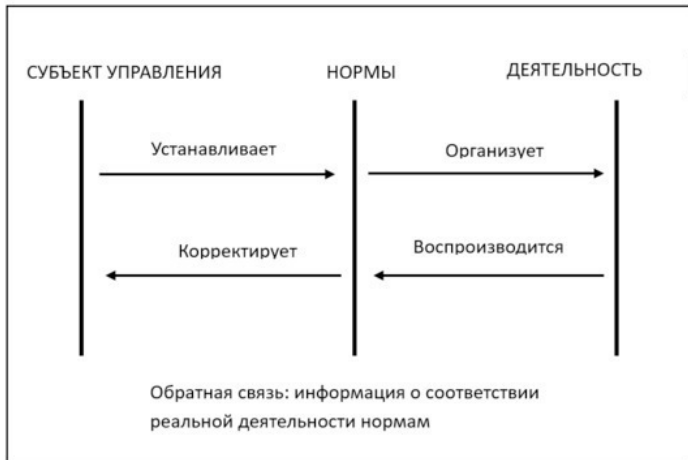 СУБЪЕКТ УПРАВЛЕНИЯ НОРМЫ ДЕЯТЕЛЬНОСТЬ
Устанавливает Организует
Корректирует Воспроизводится
Обратная связь: информация о соответствии
реальной деятельности нормам